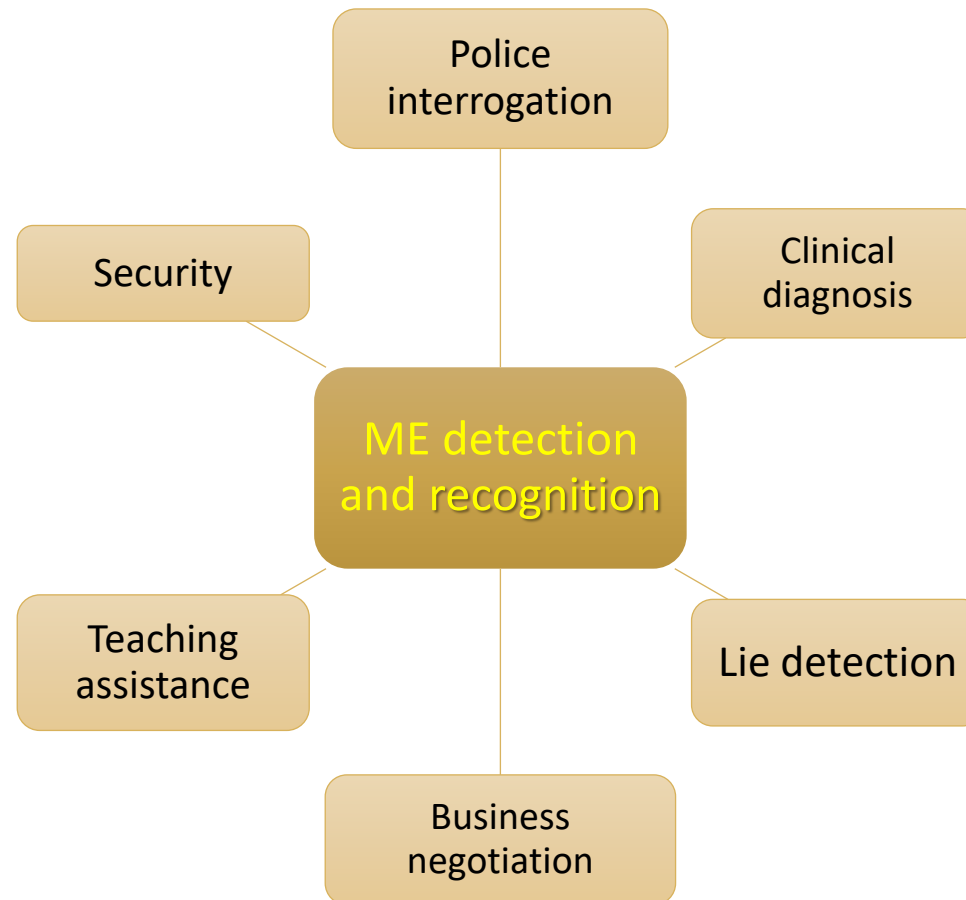 Police
interrogation
Security
Clinical
diagnosis
ME detection
and recognition
Teaching
assistance
Lie detection
Business
negotiation